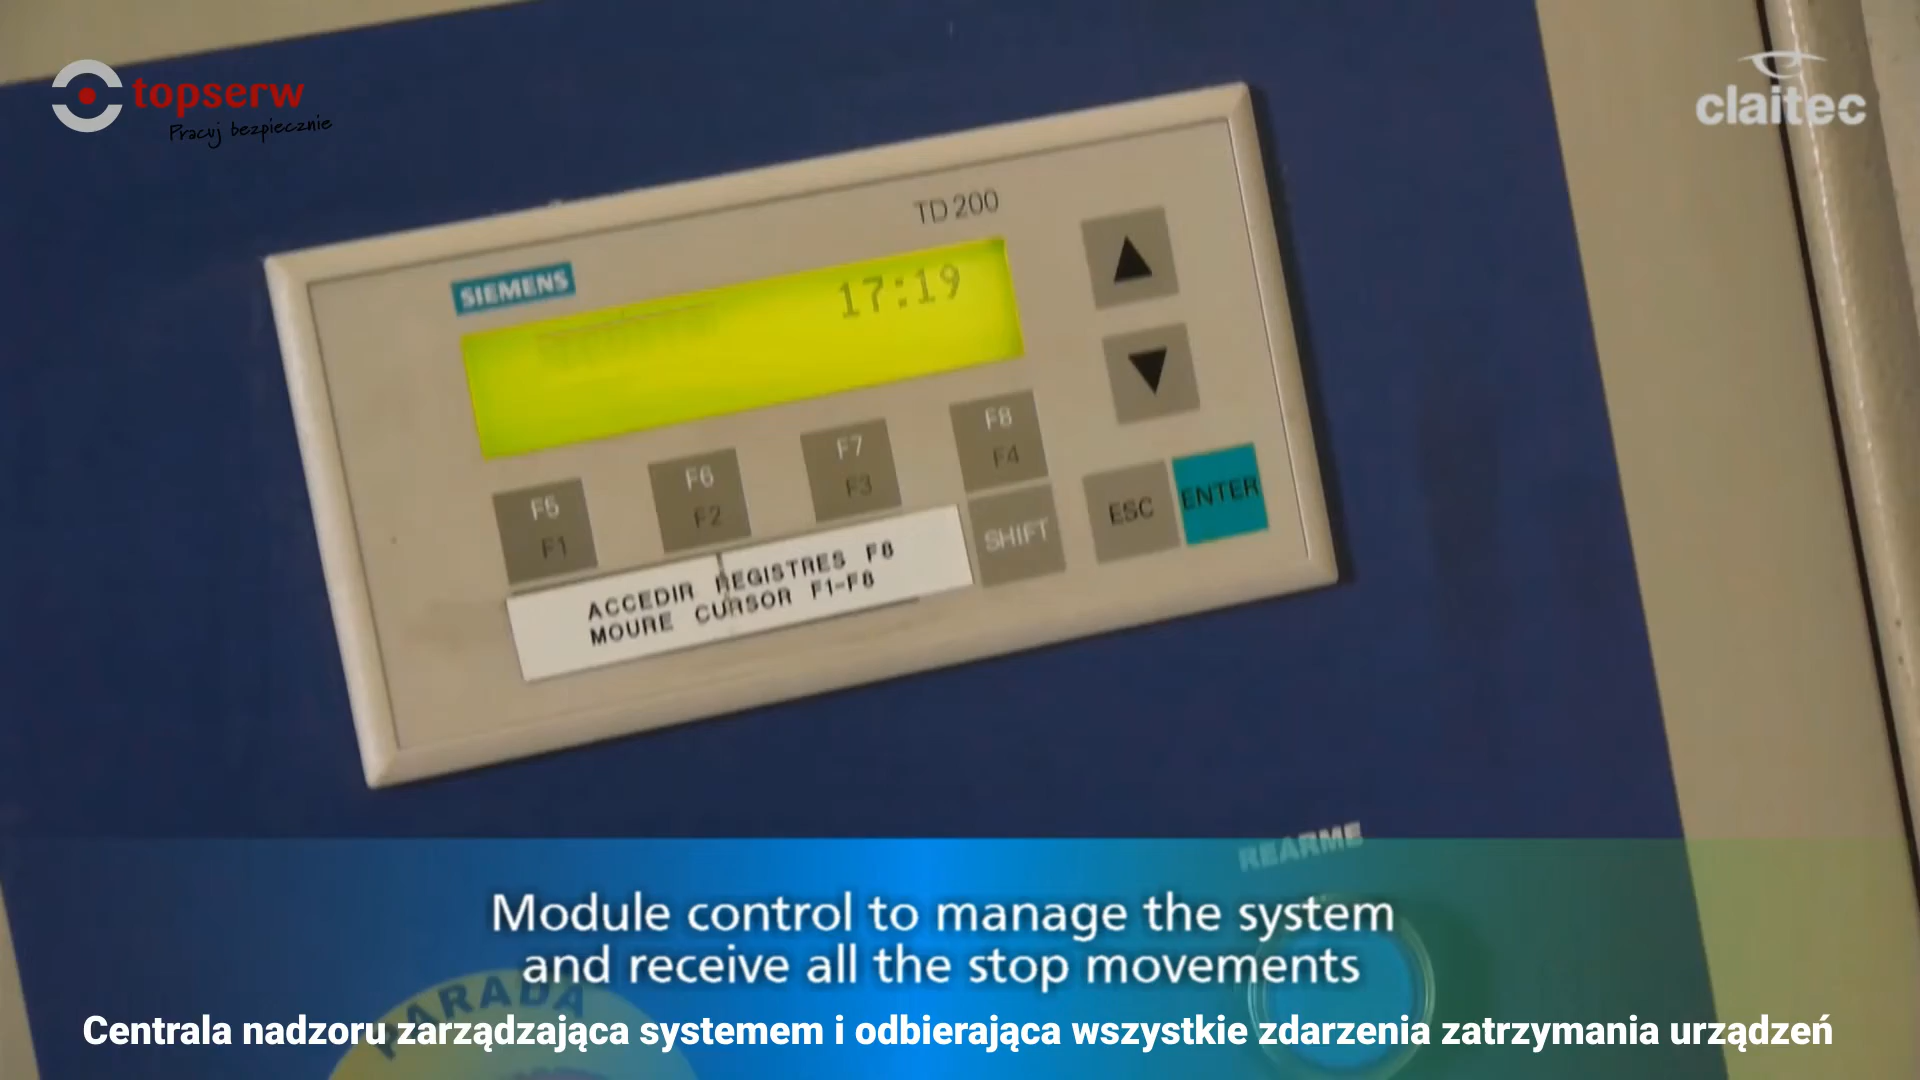 topserw
Pracuj bezpiecznie
claitec
TD 200
SIEMENS
17:19
F5
F1
F6
F2
F7
F3
F8
F4
SHIFT
ESC
ENTER
ACCEDIR REGISTRES F8
MOURE CURSOR F1-F8
REARME
Module control to manage the system
and receive all the stop movements
PARADA
Centrala nadzoru zarządzająca systemem i odbierająca wszystkie zdarzenia zatrzymania urządzeń